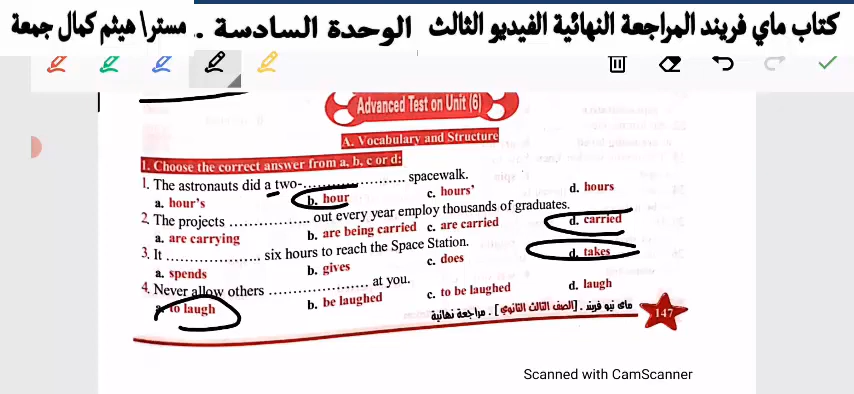 كتاب ماي فريند المراجعة النهائية الفيديو الثالث الوحدة السادسة .. مستر\ هيثم كمال جمعة
Advanced Test on Unit (6)
A. Vocabulary and Structure
1. Choose the correct answer from a, b, c or d:
1. The astronauts did a two-.................... spacewalk.
a. hour's b. hour c. hours' d. hours
2. The projects .................... out every year employ thousands of graduates.
a. are carrying b. are being carried c. are carried d. carried
3. It .................... six hours to reach the Space Station.
a. spends b. gives c. does d. takes
4. Never allow others .................... at you.
a. to laugh b. be laughed c. to be laughed d. laugh
ماى نيو فريند . [الصف الثالث الثانوي] . مراجعة نهائية
147
Scanned with CamScanner